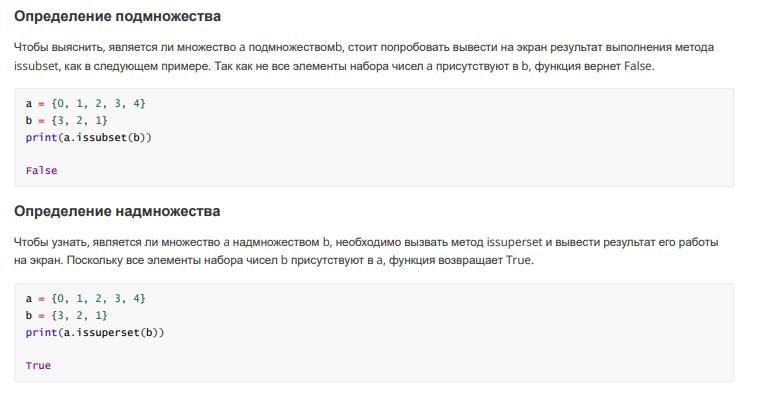 Определение подмножества
Чтобы выяснить, является ли множество a подмножествомb, стоит попробовать вывести на экран результат выполнения метода
issubset, как в следующем примере. Так как не все элементы набора чисел a присутствуют в b, функция вернет False.
a = {0, 1, 2, 3, 4}
b = {3, 2, 1}
print(a.issubset(b))
False
Определение надмножества
Чтобы узнать, является ли множество a надмножеством b, необходимо вызвать метод issuperset и вывести результат его работы
на экран. Поскольку все элементы набора чисел b присутствуют в a, функция возвращает True.
a = {0, 1, 2, 3, 4}
b = {3, 2, 1}
print(a.issuperset(b))
True